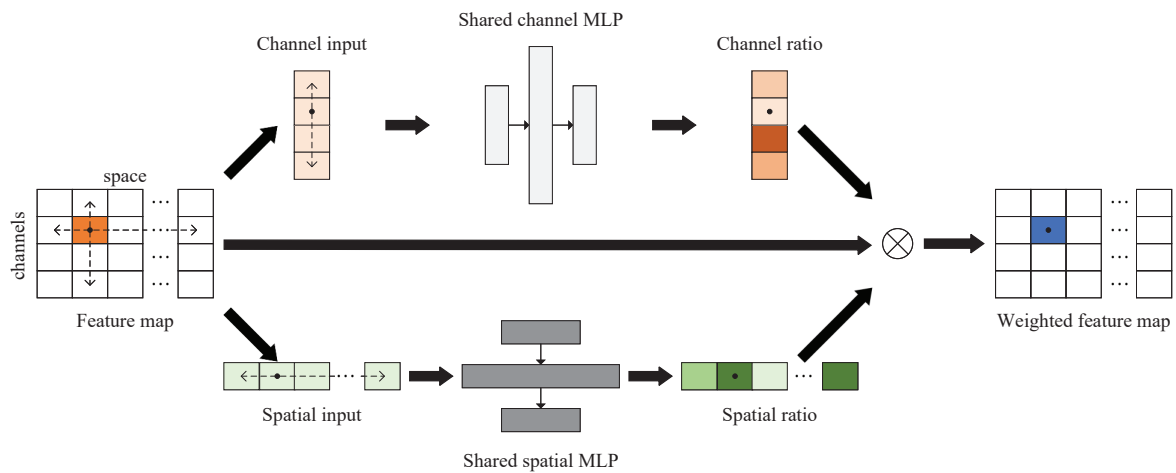 Shared channel MLP
Channel input
Channel ratio
space
...
...
channels
...
...
...
...
...
...
Feature map
Weighted feature map
...
...
Spatial input
Spatial ratio
Shared spatial MLP